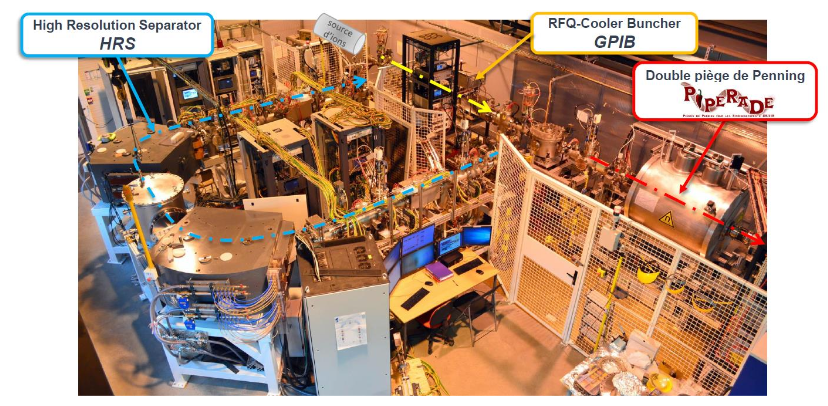 High Resolution Separator
HRS
source
d'ions
RFQ-Cooler Buncher
GPIB
Double piège de Penning
PIPERADE